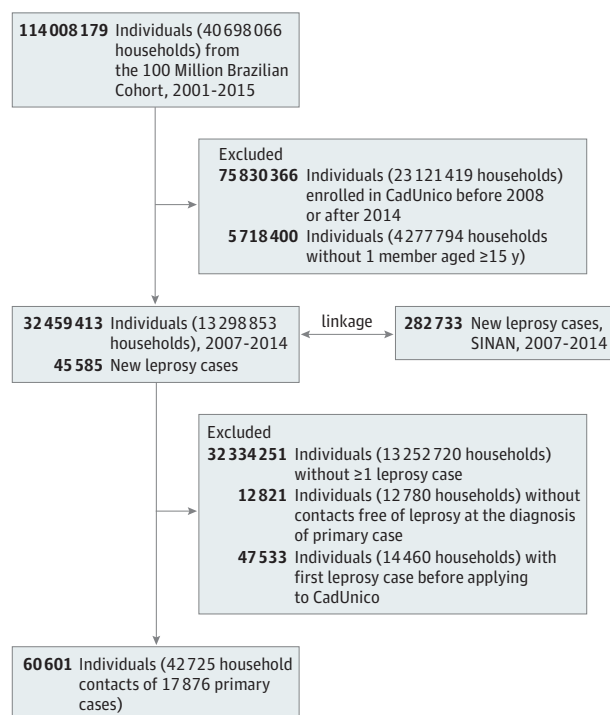 114 008 179 Individuals (40 698 066
households) from
the 100 Million Brazilian
Cohort, 2001-2015
Excluded
75 830 366 Individuals (23 121 419 households)
enrolled in CadUnico before 2008
or after 2014
5 718 400 Individuals (4 277 794 households
without 1 member aged ≥15 y)
32 459 413 Individuals (13 298 853
households), 2007-2014
45 585 New leprosy cases
linkage
282 733 New leprosy cases,
SINAN, 2007-2014
Excluded
32 334 251 Individuals (13 252 720 households)
without ≥1 leprosy case
12 821 Individuals (12 780 households) without
contacts free of leprosy at the diagnosis
of primary case
47 533 Individuals (14 460 households) with
first leprosy case before applying
to CadUnico
60 601 Individuals (42 725 household
contacts of 17 876 primary
cases)